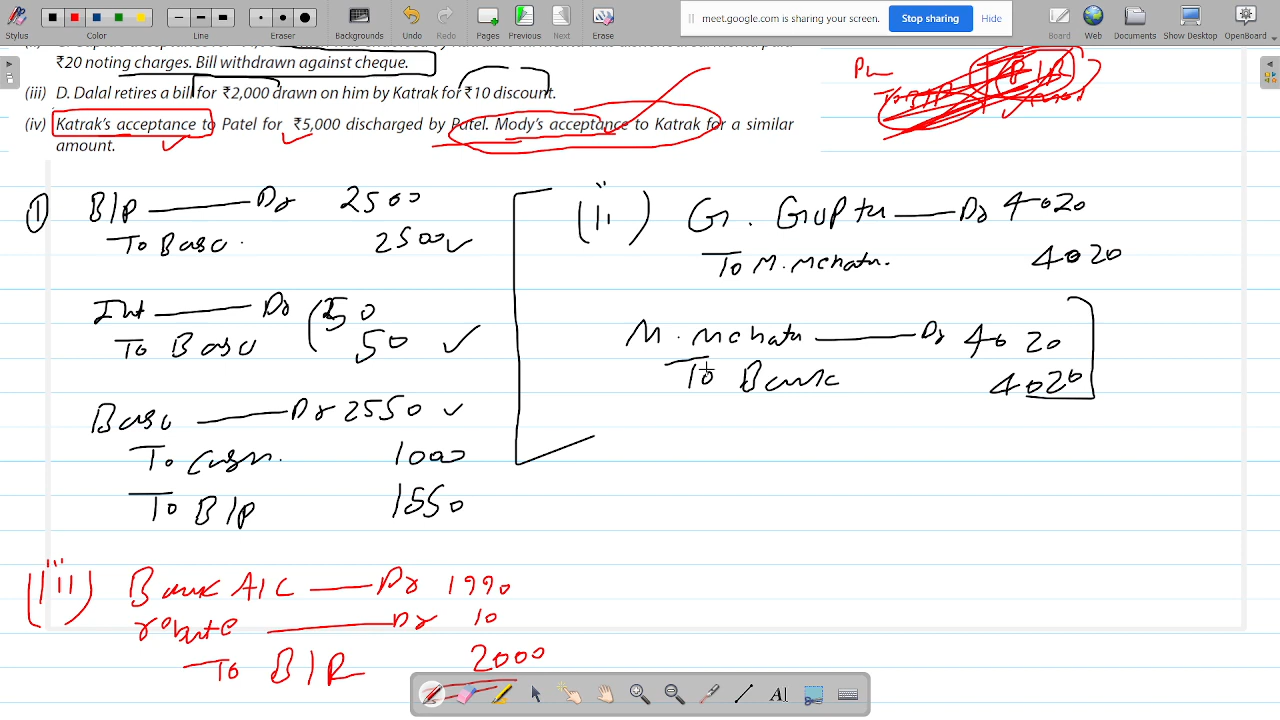 Stylus Color Line Stylus Backgrounds Undo Redo Pages Previous Next Erase Board Web Documents Show Desktop OpenBoard
meet.google.com is sharing your screen. Stop sharing Hide
₹20 noting charges. Bill withdrawn against cheque.
(iii) D. Dalal retires a bill for ₹2,000 drawn on him by Katrak for ₹10 discount.
(iv) Katrak's acceptance to Patel for ₹5,000 discharged by Patel. Mody's acceptance to Katrak for a similar
amount.
① B/P Dr 2500
To Basu 2500
Int Dr 50
To Basu 50
Basu Dr 2550
To Cash 1000
To B/P 1550
(ii) G. Gupta Dr 4020
To M. Mehata 4020
M. Mehata Dr 4020
To Bank 4020
(iii) Bank A/C Dr 1990
rebate Dr 10
To B/R 2000